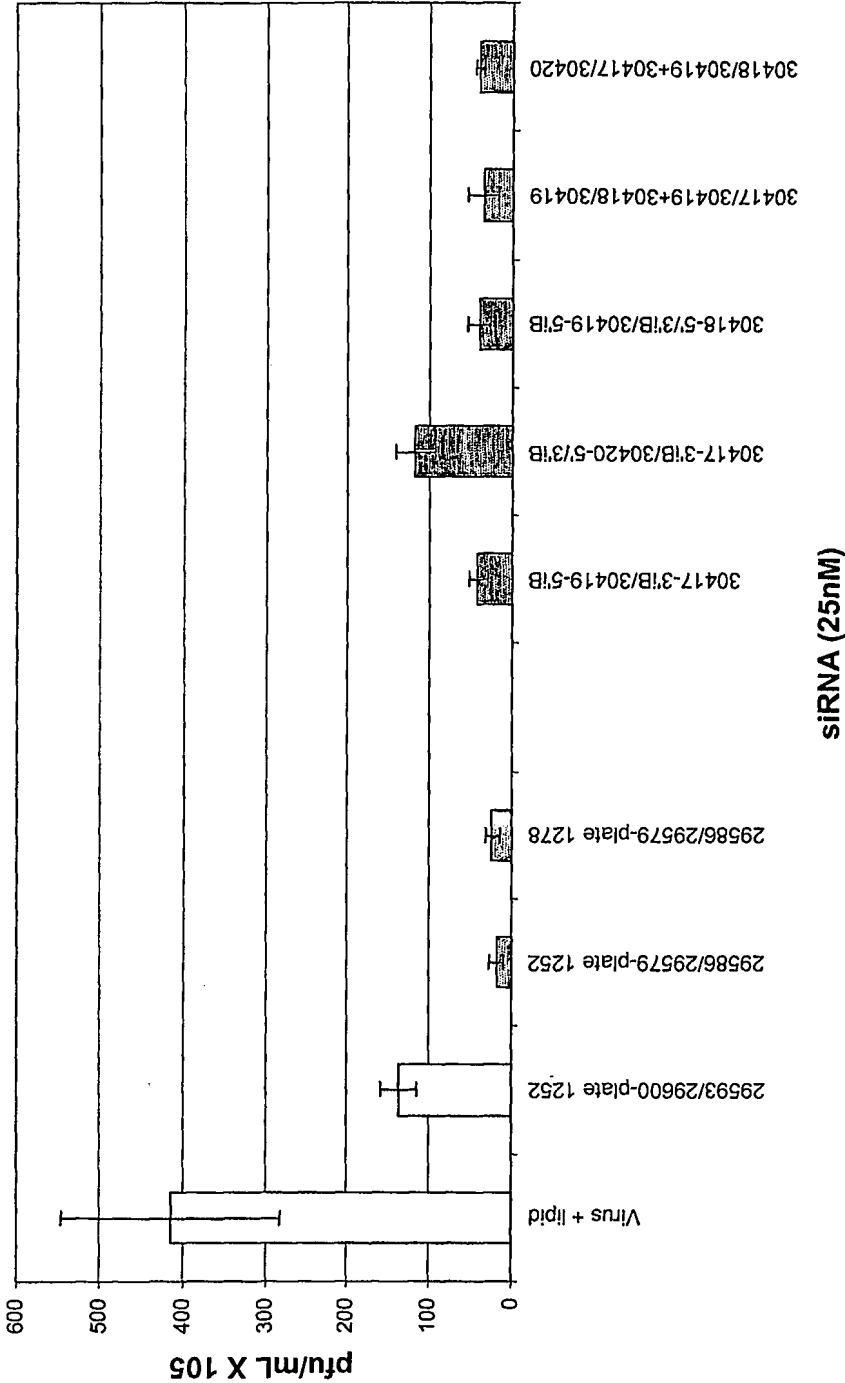 600
500
400
300
200
100
0
pfu/mL X 105
Virus + lipid
29593/29600-plate 1252
29586/29579-plate 1252
29586/29579-plate 1278
30417-3'iB/30419-5'iB
30417-3'iB/30420-5'/3'iB
30418-5'/3'iB/30419-5'iB
30417/30419+30418/30419
30418/30419+30417/30420
siRNA (25nM)